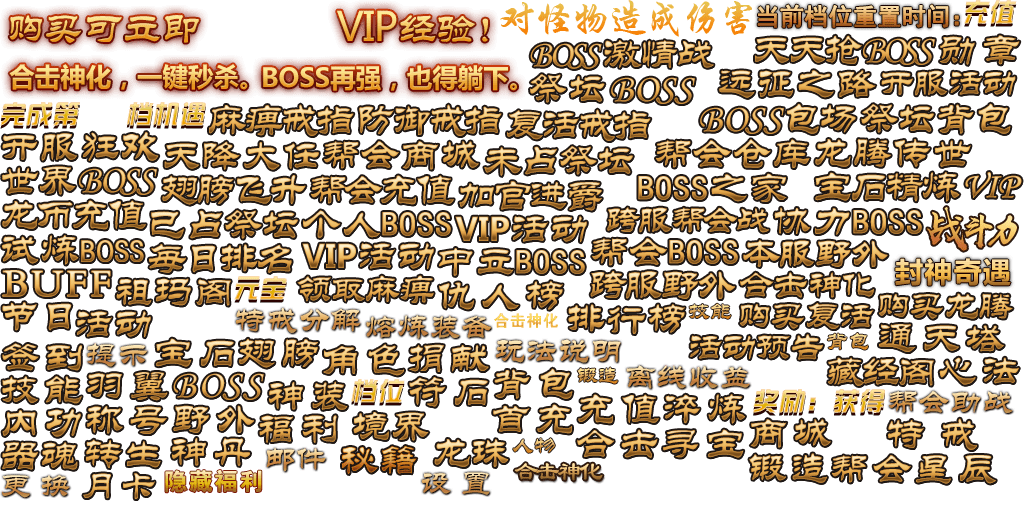 购买可立即 VIP经验！ 对怪物造成伤害 当前档位重置时间: 充值
BOSS激情战 天天抢BOSS勋章
合击神化，一键秒杀。BOSS再强，也得躺下。 祭坛BOSS 远征之路 开服活动
完成第 档机遇 麻痹戒指 防御戒指 复活戒指 BOSS包场 祭坛背包
开服狂欢 天降大任 帮会商城 未占祭坛 帮会仓库 龙腾传世
世界BOSS 翅膀飞升 帮会充值 加官进爵 BOSS之家 宝石精炼 VIP
龙币充值 已占祭坛 个人BOSS VIP活动 跨服帮会战 协力BOSS 战斗力
试炼BOSS 每日排名 VIP活动 中立BOSS 帮会BOSS 本服野外
BUFF 祖玛阁 元宝 领取麻痹 仇人榜 跨服野外 合击神化 封神奇遇
节日活动 特戒分解 熔炼装备 合击神化 排行榜 技能 购买复活 购买龙腾
签到 提示 宝石翅膀 角色捐献 玩法说明 活动预告 背包 通天塔
技能 羽翼BOSS 神装 档位 符石 背包 锻造 离线收益 藏经阁 心法
内功 称号 野外 福利 境界 首充 充值 淬炼 奖励: 获得 帮会助战
器魂 转生 神丹 邮件 秘籍 龙珠 人物 合击寻宝 商城 特戒
更换 月卡 隐藏福利 设置 合击神化 锻造 帮会星辰